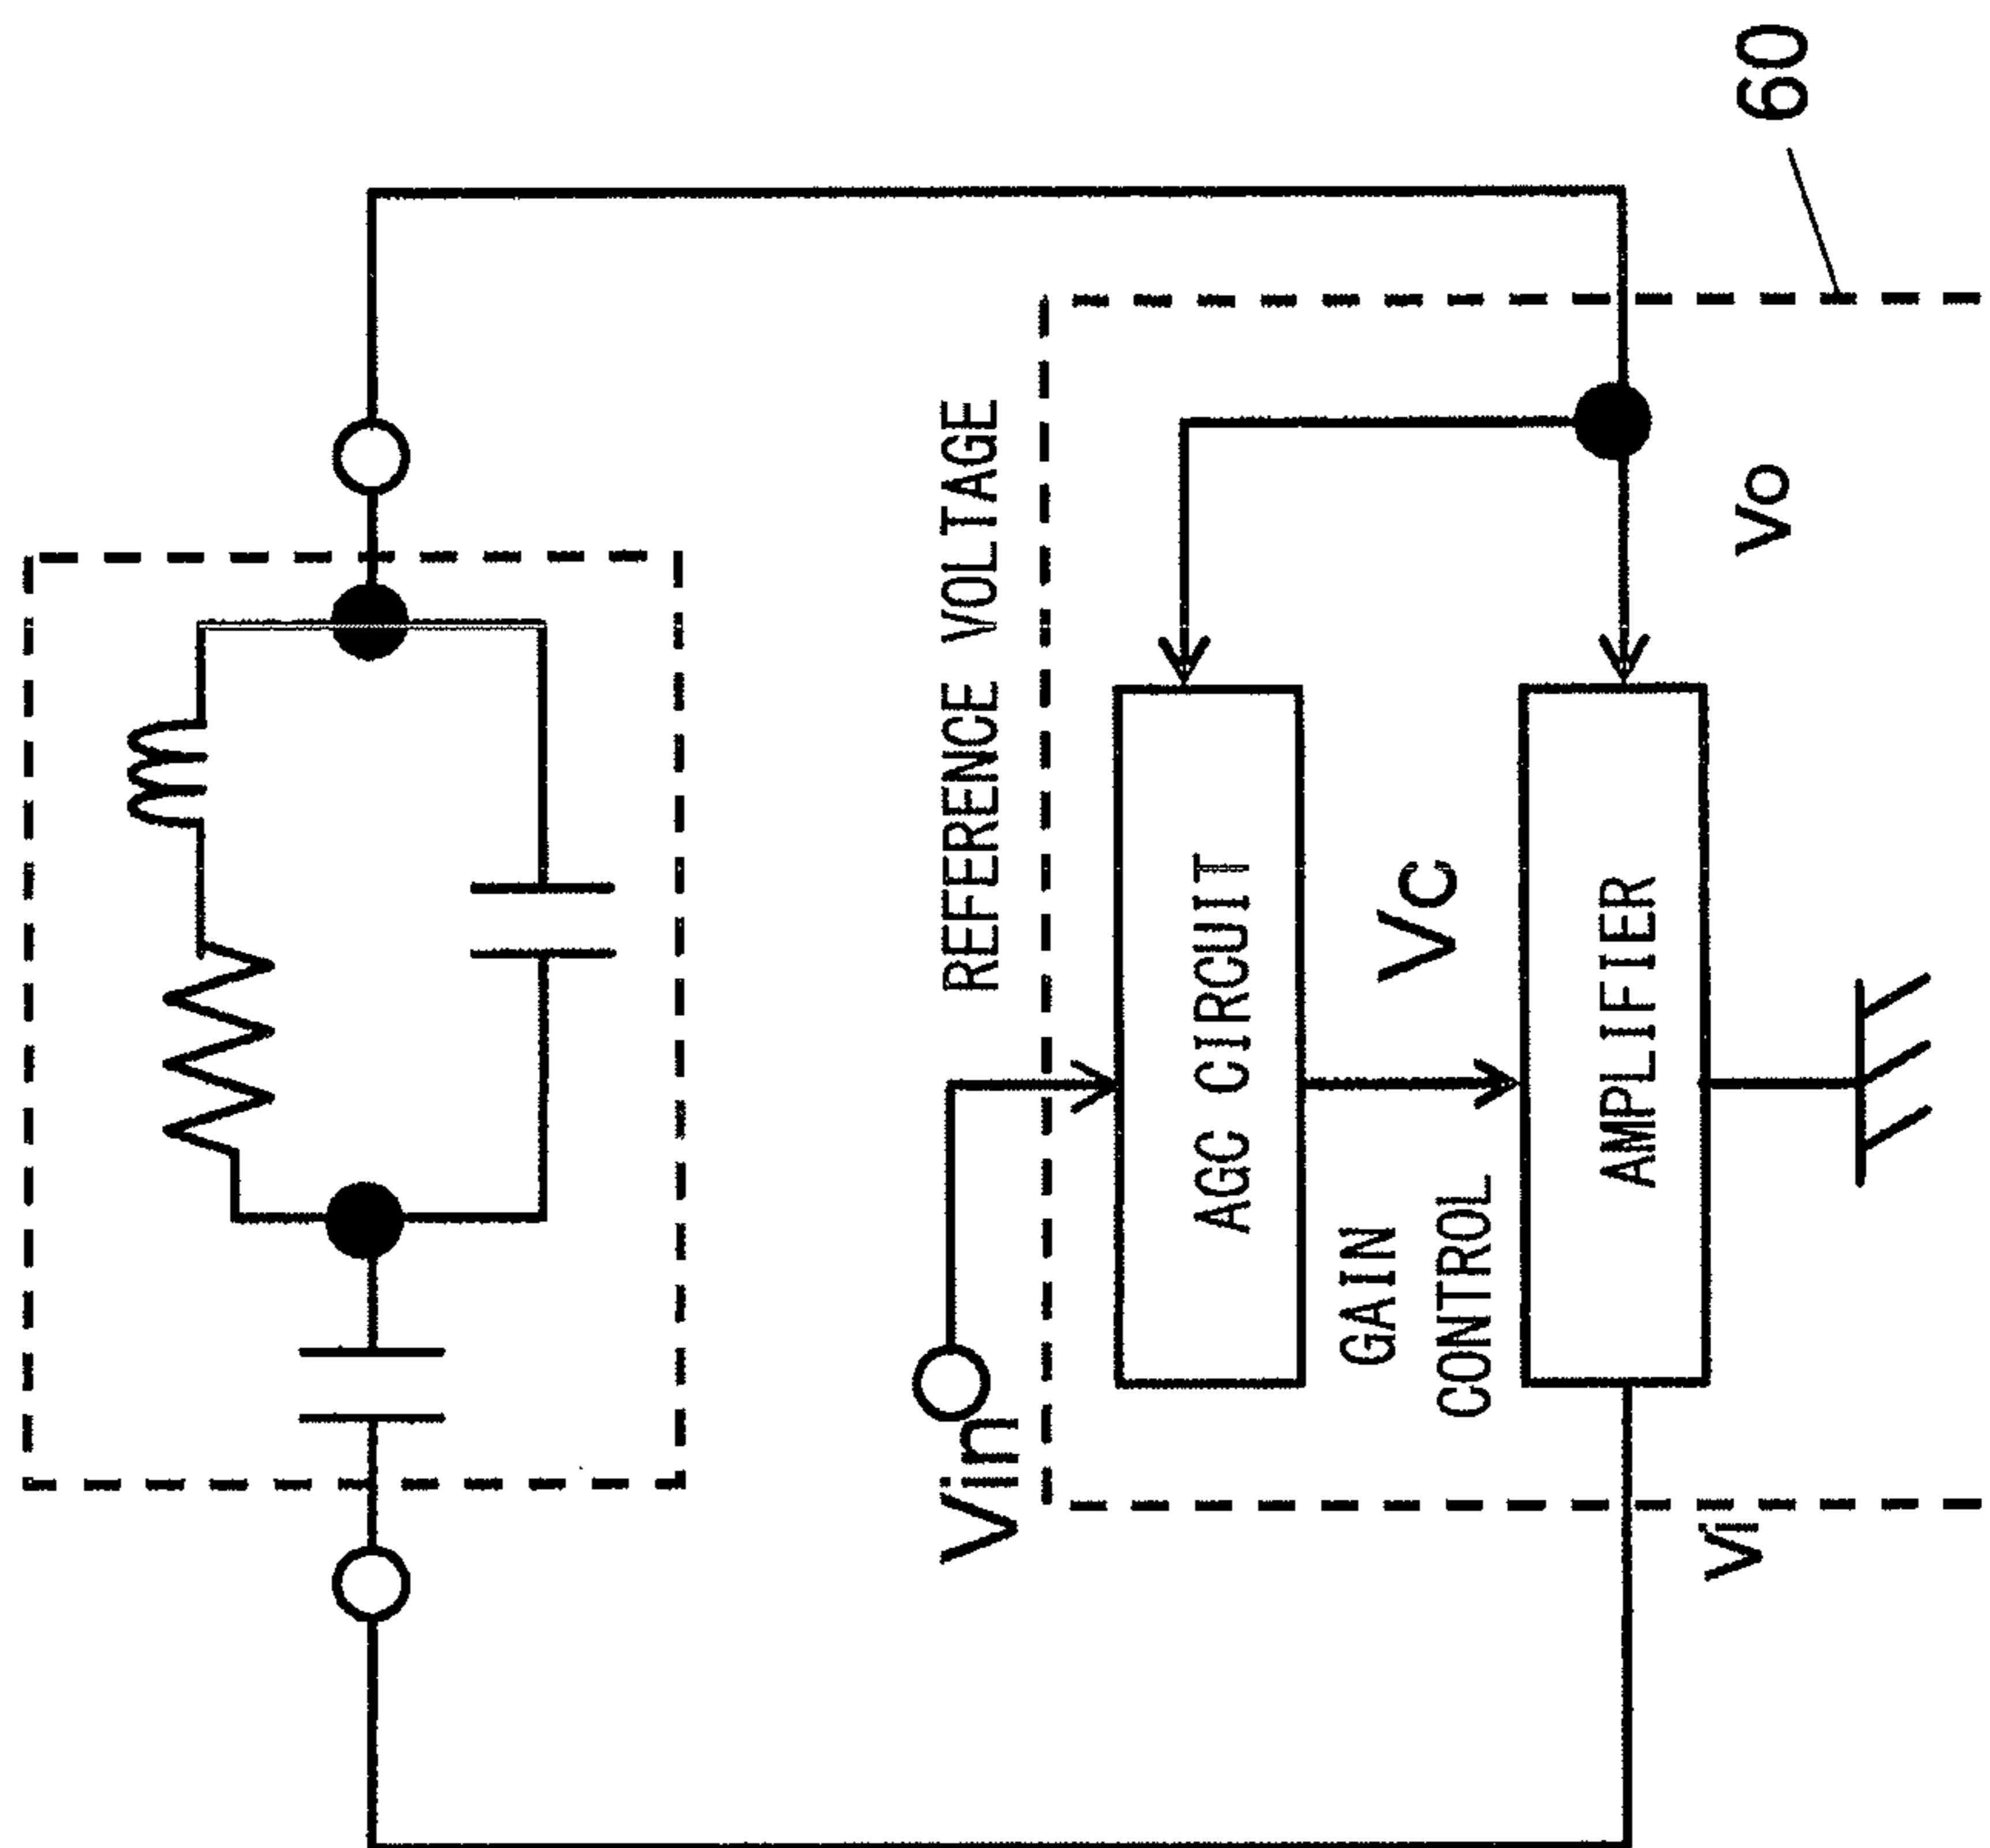 Vin
REFERENCE VOLTAGE
AGC CIRCUIT
GAIN
CONTROL
Vc
AMPLIFIER
Vi
Vo
60